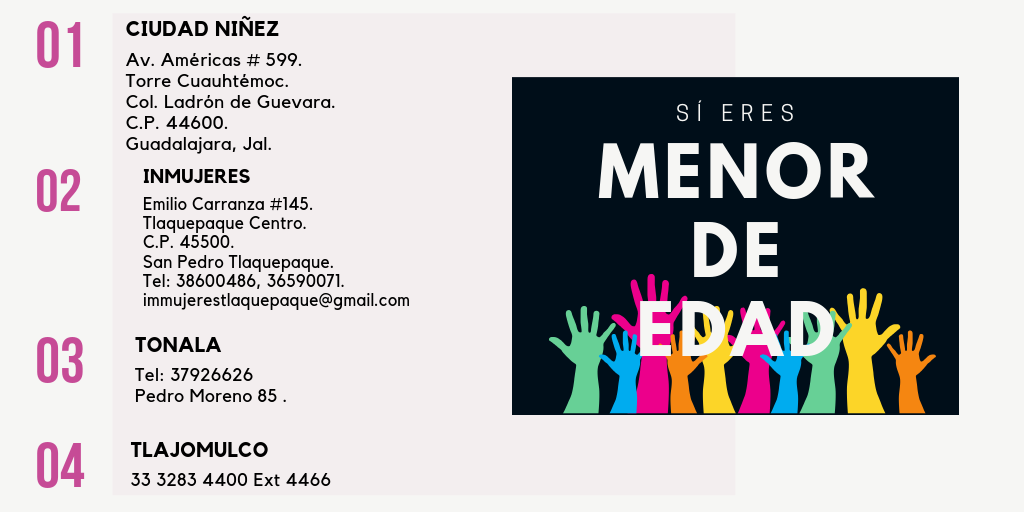 01
CIUDAD NIÑEZ
Av. Américas # 599.
Torre Cuauhtémoc.
Col. Ladrón de Guevara.
C.P. 44600.
Guadalajara, Jal.
02
INMUJERES
Emilio Carranza #145.
Tlaquepaque Centro.
C.P. 45500.
San Pedro Tlaquepaque.
Tel: 38600486, 36590071.
immujerestlaquepaque@gmail.com
03
TONALA
Tel: 37926626
Pedro Moreno 85 .
04
TLAJOMULCO
33 3283 4400 Ext 4466
SÍ ERES
MENOR
DE
EDAD